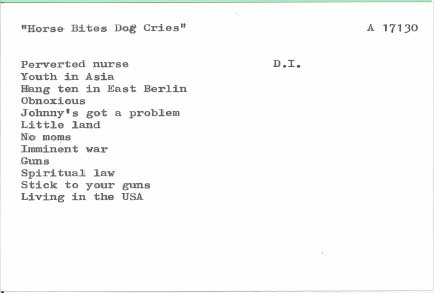 "Horse Bites Dog Cries" A 17130
Perverted nurse D.I.
Youth in Asia
Hang ten in East Berlin
Obnoxious
Johnny's got a problem
Little land
No moms
Imminent war
Guns
Spiritual law
Stick to your guns
Living in the USA